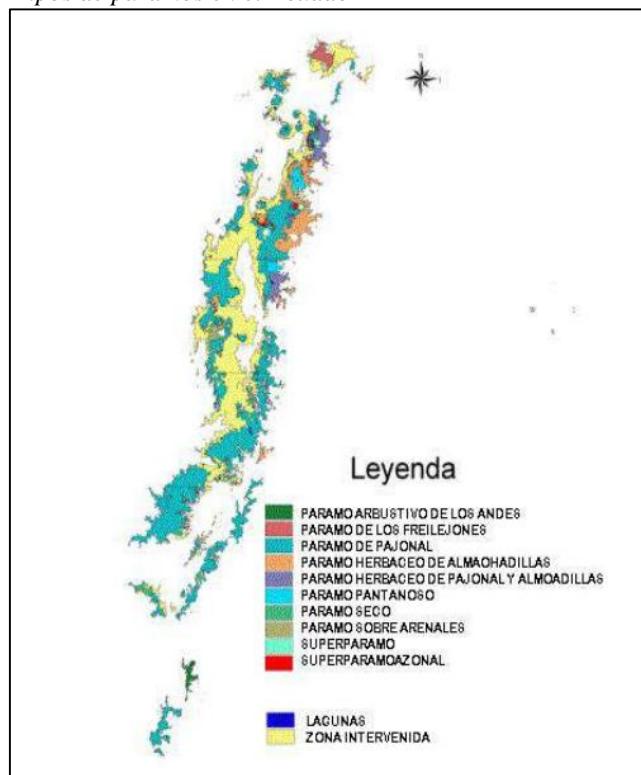 Leyenda
PARAMO ARBUSTIVO DE LOS ANDES
PARAMO DE LOS FREILEJONES
PARAMO DE PAJONAL
PARAMO HERBACEO DE ALMAOHADILLAS
PARAMO HERBACEO DE PAJONAL Y ALMOADILLAS
PARAMO PANTANOSO
PARAMO SECO
PARAMO SOBRE ARENALES
SUPERPARAMO
SUPERPARAMOAZONAL
LAGUNAS
ZONA INTERVENIDA